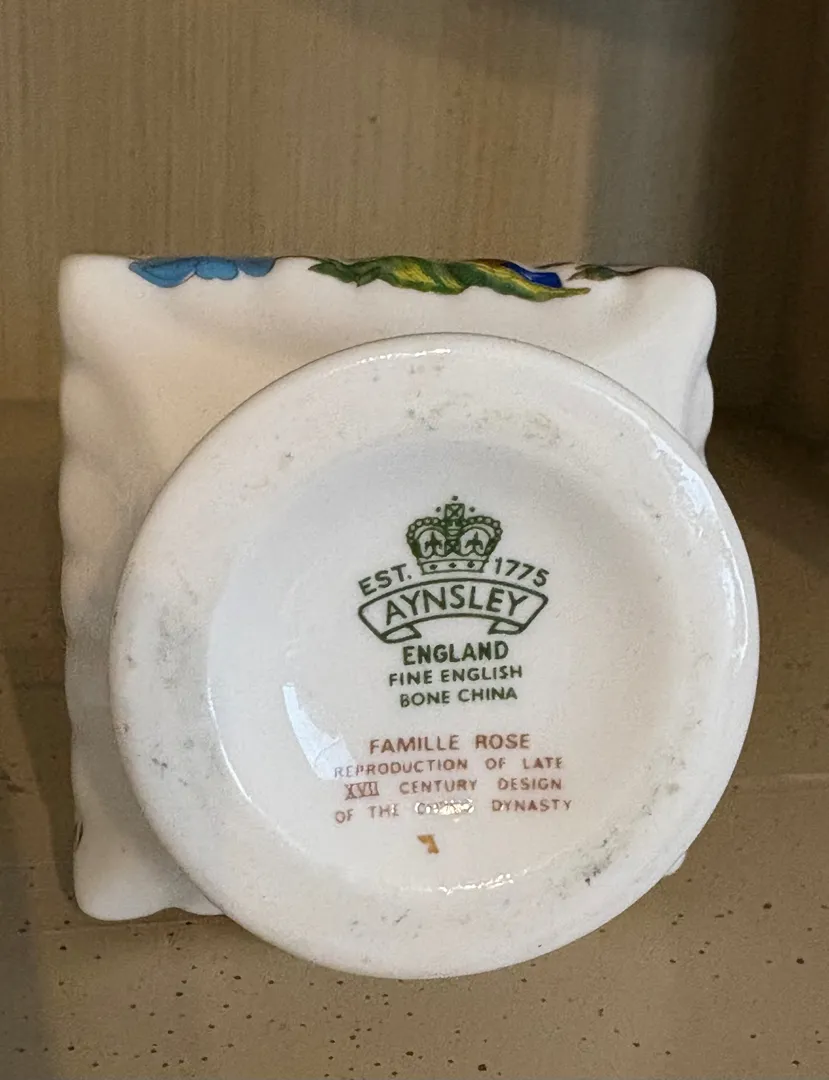 EST. 1775
AYNSLEY
ENGLAND
FINE ENGLISH
BONE CHINA
FAMILLE ROSE
REPRODUCTION OF LATE
XVII CENTURY DESIGN
OF THE DYNASTY